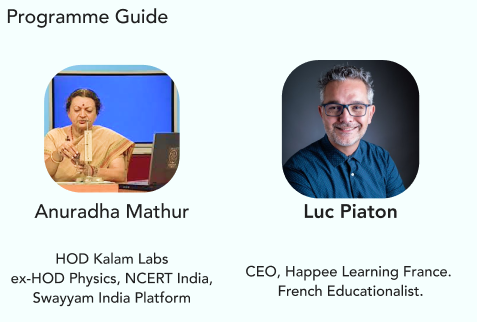 Programme Guide
Anuradha Mathur
Luc Piaton
HOD Kalam Labs
ex-HOD Physics, NCERT India,
Swayyam India Platform
CEO, Happee Learning France.
French Educationalist.